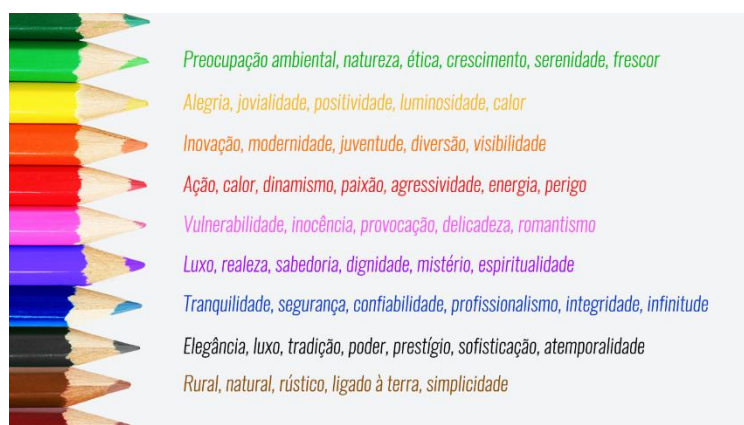 Preocupação ambiental, natureza, ética, crescimento, serenidade, frescor
Alegria, jovialidade, positividade, luminosidade, calor
Inovação, modernidade, juventude, diversão, visibilidade
Ação, calor, dinamismo, paixão, agressividade, energia, perigo
Vulnerabilidade, inocência, provocação, delicadeza, romantismo
Luxo, realeza, sabedoria, dignidade, mistério, espiritualidade
Tranquilidade, segurança, confiabilidade, profissionalismo, integridade, infinitude
Elegância, luxo, tradição, poder, prestígio, sofisticação, atemporalidade
Rural, natural, rústico, ligado à terra, simplicidade